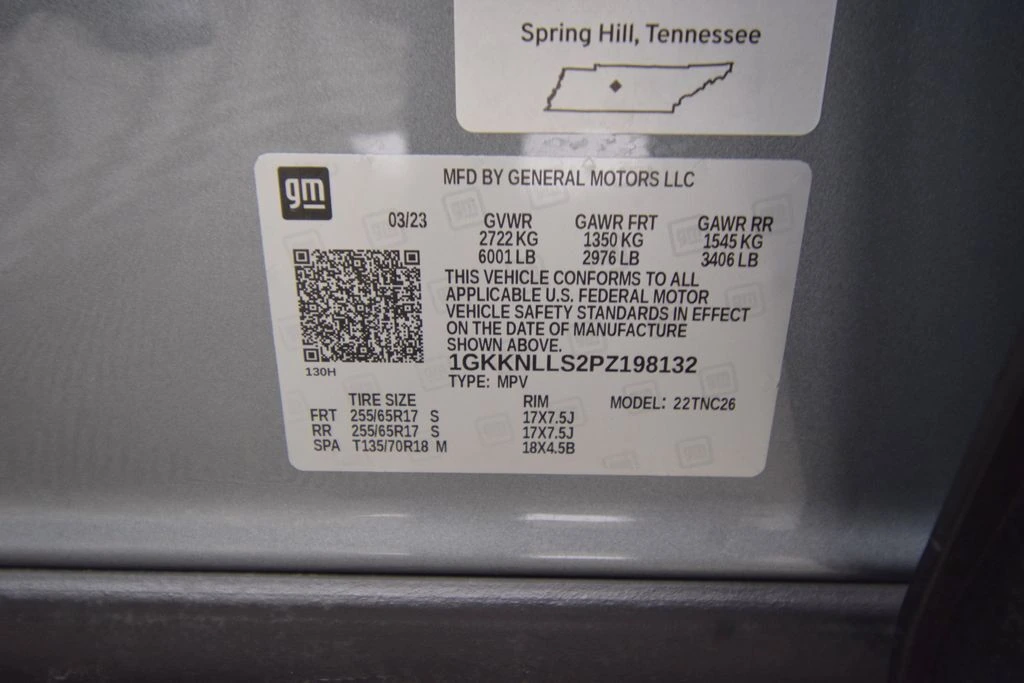 Spring Hill, Tennessee
gm
MFD BY GENERAL MOTORS LLC
03/23 GVWR GAWR FRT GAWR RR
2722 KG 1350 KG 1545 KG
6001 LB 2976 LB 3406 LB
THIS VEHICLE CONFORMS TO ALL
APPLICABLE U.S. FEDERAL MOTOR
VEHICLE SAFETY STANDARDS IN EFFECT
ON THE DATE OF MANUFACTURE
SHOWN ABOVE.
1GKKNLLS2PZ198132
130H
TYPE: MPV
TIRE SIZE RIM MODEL: 22TNC26
FRT 255/65R17 S 17X7.5J
RR 255/65R17 S 17X7.5J
SPA T135/70R18 M 18X4.5B